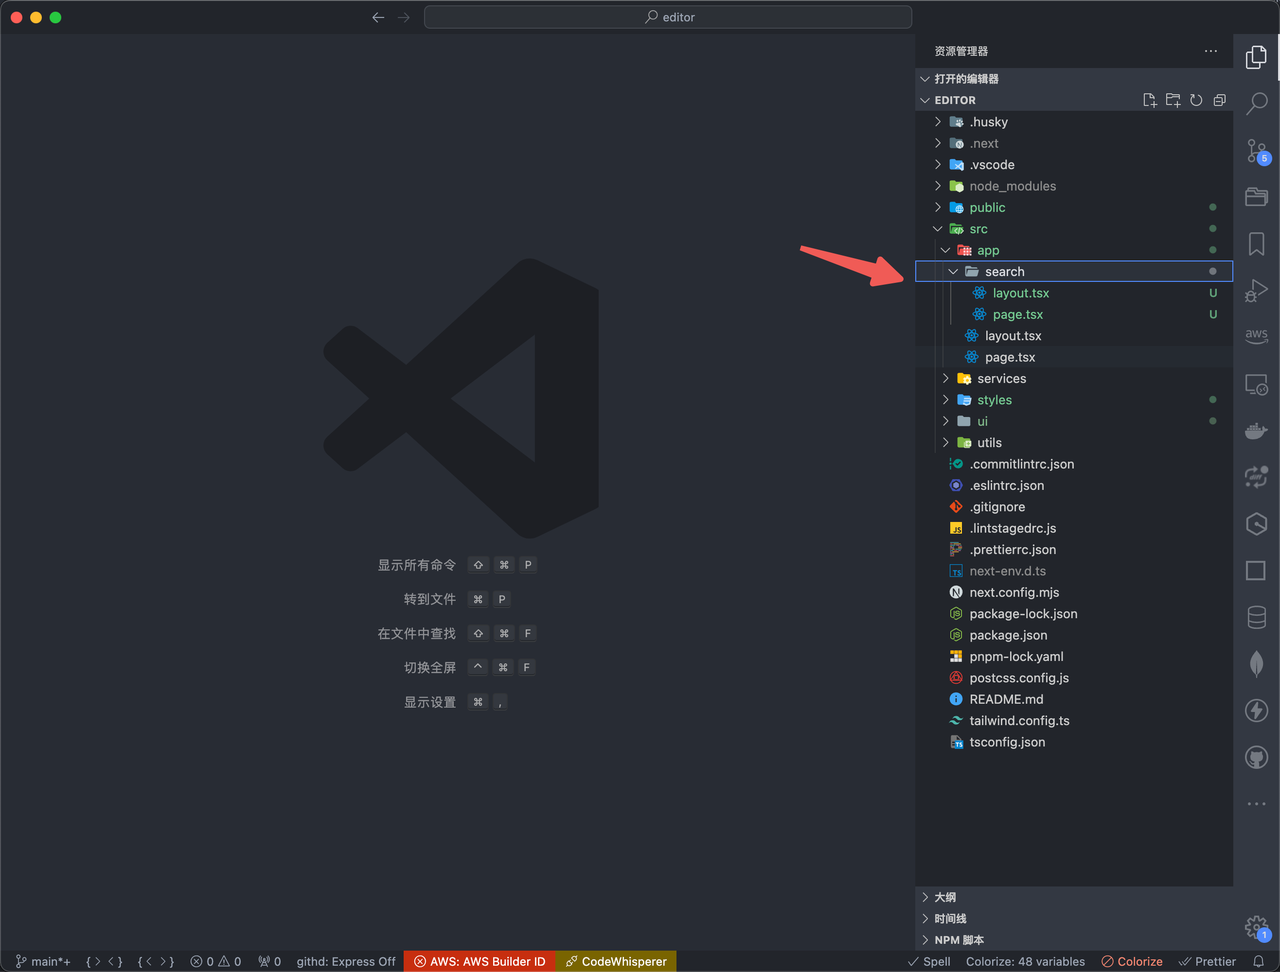 editor
资源管理器
打开的编辑器
EDITOR
.husky
.next
.vscode
node_modules
public
src
app
search
layout.tsx U
page.tsx U
layout.tsx
page.tsx
services
styles
ui
utils
.commitlintrc.json
.eslintrc.json
.gitignore
.lintstagedrc.js
.prettierrc.json
next-env.d.ts
next.config.mjs
package-lock.json
package.json
pnpm-lock.yaml
postcss.config.js
README.md
tailwind.config.ts
tsconfig.json
大纲
时间线
NPM 脚本
5
aws
1
显示所有命令 ⇧ ⌘ P
转到文件 ⌘ P
在文件中查找 ⇧ ⌘ F
切换全屏 ^ ⌘ F
显示设置 ⌘ ,
main*+ {> <} {< >} 0 0 0 githd: Express Off AWS: AWS Builder ID CodeWhisperer Spell Colorize: 48 variables Colorize Prettier